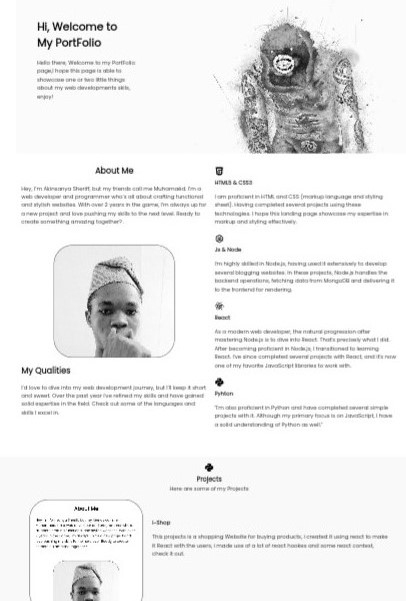 Hi, Welcome to
My PortFolio
Hello there, Welcome to my Portfolio
page,I hope this page is able to
showcase one or two little things
about my web developments skils,
enjoy!
About Me
Hey, I'm Akinsanya Sheriff, but my friends call me Muhamakd. I'm a
web developer and programmer who's all about crafting functional
and stylish websites. With over 2 years in the game, I'm always up for
a new project and love pushing my skills to the next level. Ready to
create something amazing together?
My Qualities
I'd love to dive into my web development journey, but I'll keep it short
and sweet. Over the past year I've refined my skills and have gained
solid expertise in the field. Check out some of the languages and
skills I excel in.
HTML5 & CSS3
I am proficient in HTML and CSS (markup language and styling
sheet). Having completed several projects using these
technologies. I hope this landing page showcase my expertise in
markup and styling effectively.
Js & Node
I'm highly skilled in Node.js, having used it extensively to develop
several blogging websites. In these projects, Node.js handles the
backend operations, fetching data from MongoDB and delivering it
to the frontend for rendering.
React
As a modern web developer, the natural progression after
mastering Node.js is to dive into React. That's precisely what I did.
After becoming proficient in Node.js, I transitioned to learning
React. I've since completed several projects with React, and it's now
one of my favorite JavaScript libraries to work with.
Pyhton
"I'm also proficient in Python and have completed several simple
projects with it. Although my primary focus is on JavaScript, I have
a solid understanding of Python as well."
Projects
Here are some of my Projects
About Me
i-Shop
This projects is a shopping Website for buying products, I created it using react to make
it React with the users, I made use of a lot of react hookes and some react context,
check it out.